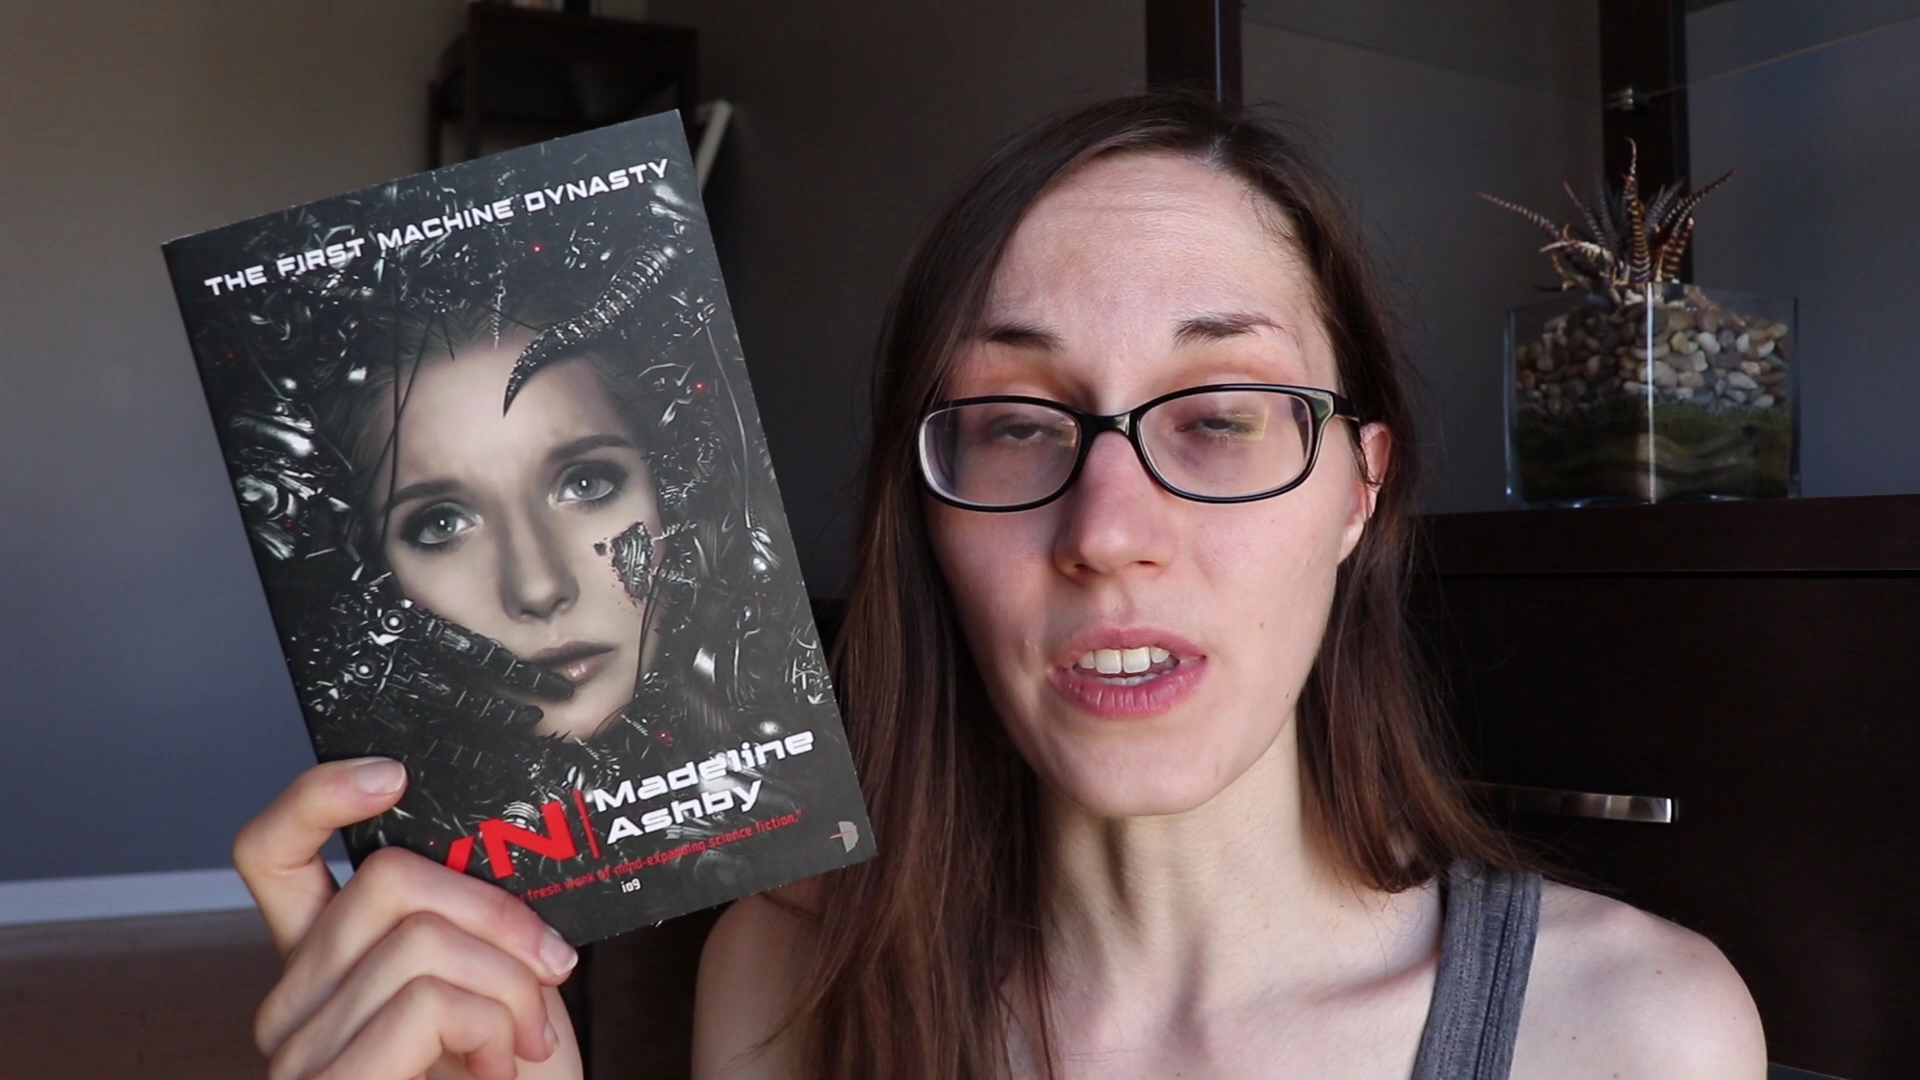 THE FIRST MACHINE DYNASTY
Madeline
Ashby
N
fresh work of mind-expanding science fiction."
io9